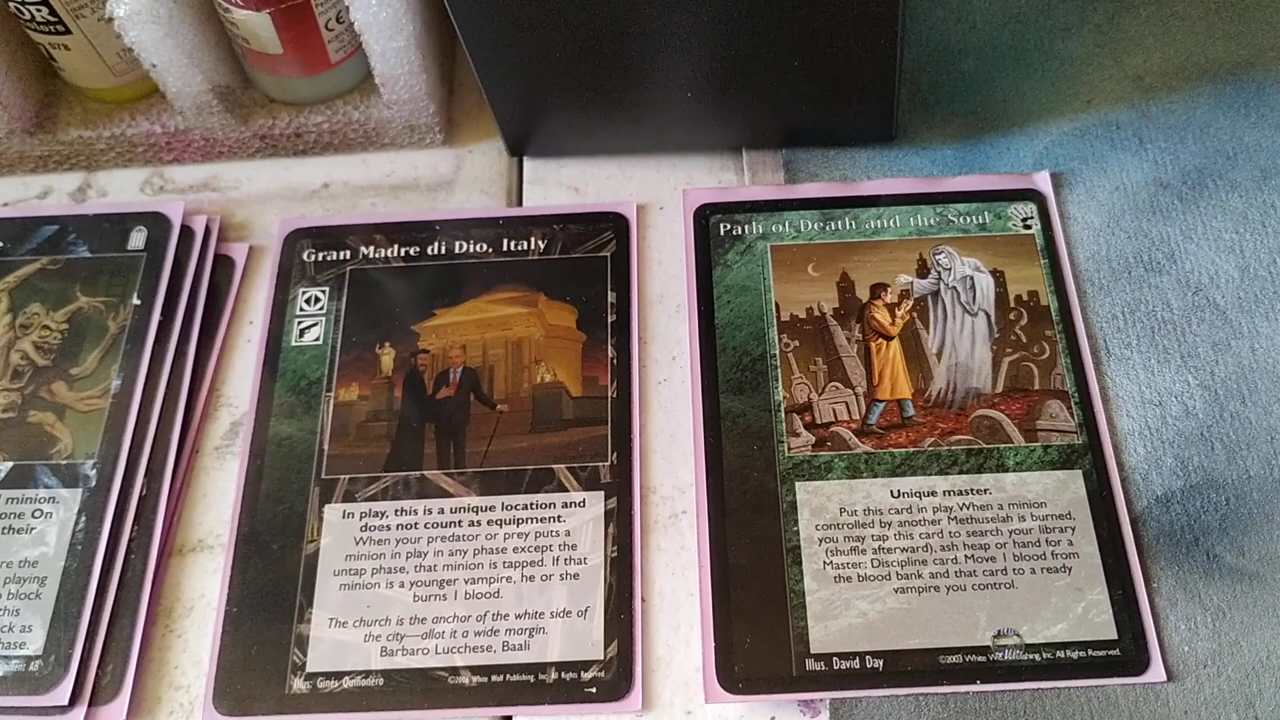 OR
078
CE
minion.
one On
their
re the
playing
block
this
ck as
hase.
Gran Madre di Dio, Italy
In play, this is a unique location and
does not count as equipment.
When your predator or prey puts a
minion in play in any phase except the
untap phase, that minion is tapped. If that
minion is a younger vampire, he or she
burns 1 blood.
The church is the anchor of the white side of
the city—allot it a wide margin.
Barbaro Lucchese, Baali
Illus: Ginés Quiñonero
©2006 White Wolf Publishing, Inc. All Rights Reserved
Path of Death and the Soul
Unique master.
Put this card in play. When a minion
controlled by another Methuselah is burned,
you may tap this card to search your library
(shuffle afterward), ash heap or hand for a
Master: Discipline card. Move 1 blood from
the blood bank and that card to a ready
vampire you control.
Illus. David Day
©2003 White Wolf Publishing, Inc. All Rights Reserved.